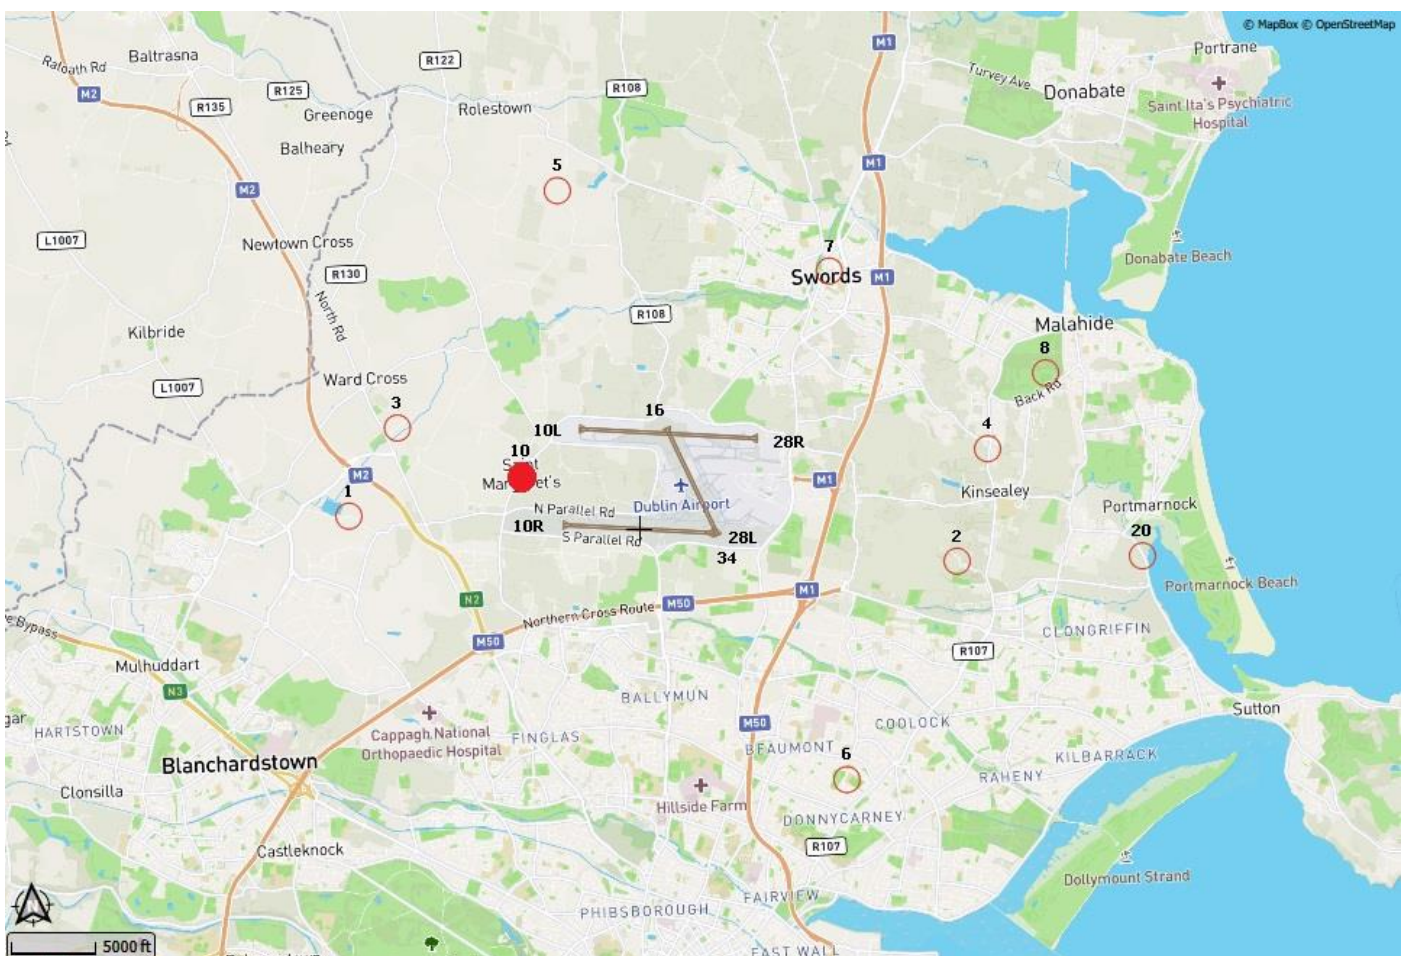 © MapBox © OpenStreetMap
Baltrasna
Ratoath Rd
M2
R135
R125
Greenoge
Balheary
R122
Rolestown
R108
M1
Turvey Ave
Donabate
Portrane
Saint Ita's Psychiatric
Hospital
M1
5
M2
L1007
Newtown Cross
R130
North Rd
Kilbride
L1007
Ward Cross
R108
7
Swords
M1
Donabate Beach
Malahide
8
Back Rd
3
16
10L
28R
4
10
Saint
M2
1
N Parallel Rd
Dublin Airport
10R
S Parallel Rd
28L
34
M1
Kinsealey
Portmarnock
2
20
Portmarnock Beach
N2
Northern Cross Route
M50
M1
M50
Mulhuddart
N3
HARTSTOWN
Blanchardstown
Clonsilla
Castleknock
Cappagh National
Orthopaedic Hospital
FINGLAS
BALLYMUN
M50
BEAUMONT
COOLOCK
R107
CLONGRIFFIN
Sutton
KILBARRACK
RAHENY
6
Hillside Farm
DONNYCARNEY
R107
Dollymount Strand
FAIRVIEW
PHIBSBOROUGH
EAST WALL
5000 ft